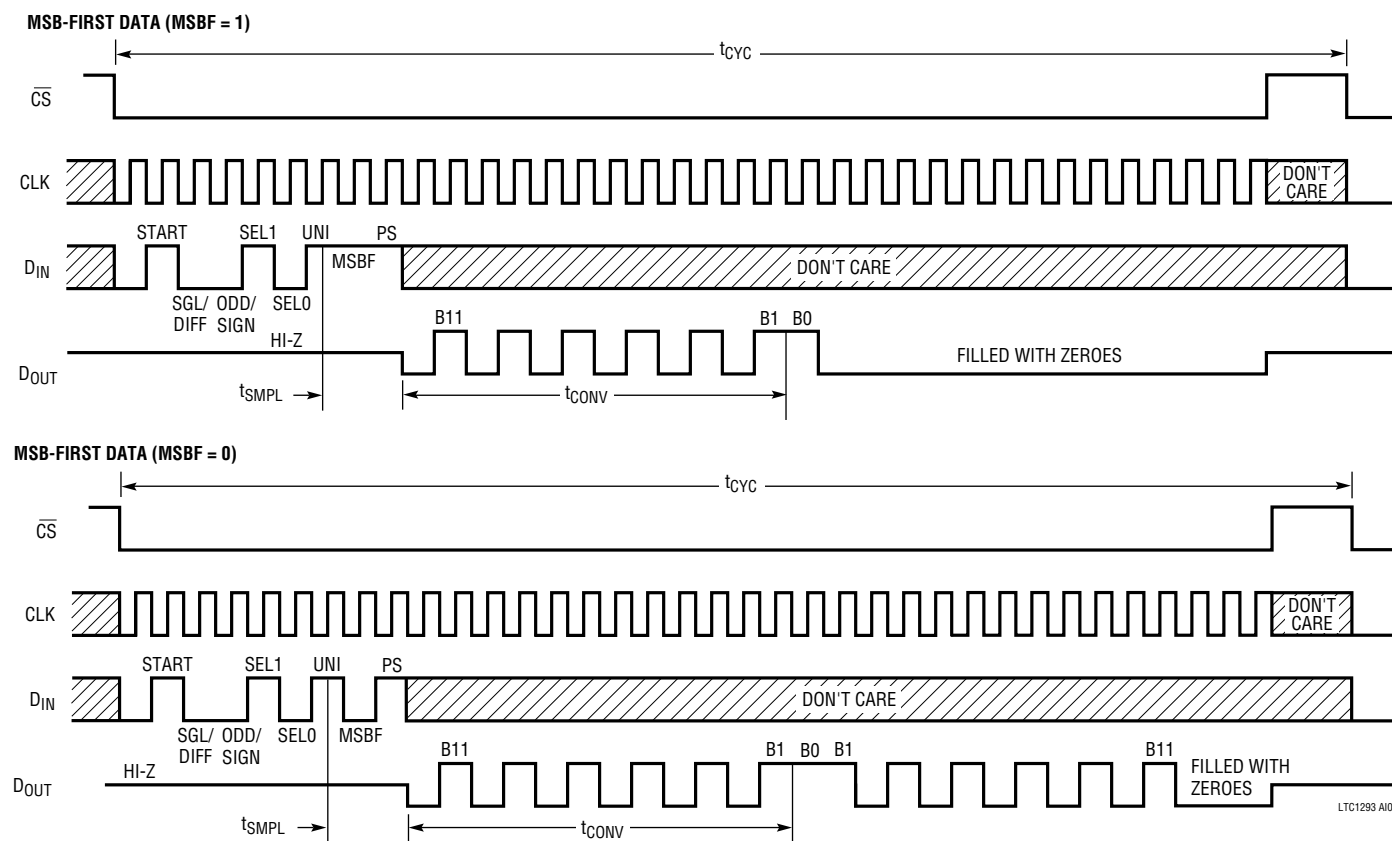 MSB-FIRST DATA (MSBF = 1)
tCYC
CS
CLK
DON'T
CARE
START SEL1 UNI PS
DIN
MSBF
DON'T CARE
SGL/ ODD/ SEL0
DIFF SIGN
B11 B1 B0
HI-Z
DOUT
FILLED WITH ZEROES
tSMPL
tCONV
MSB-FIRST DATA (MSBF = 0)
tCYC
CS
CLK
DON'T
CARE
START SEL1 UNI PS
DIN
DON'T CARE
SGL/ ODD/ SEL0 MSBF
DIFF SIGN
B11 B1 B0 B1 B11
HI-Z
DOUT
FILLED WITH
ZEROES
LTC1293 AI0
tSMPL
tCONV